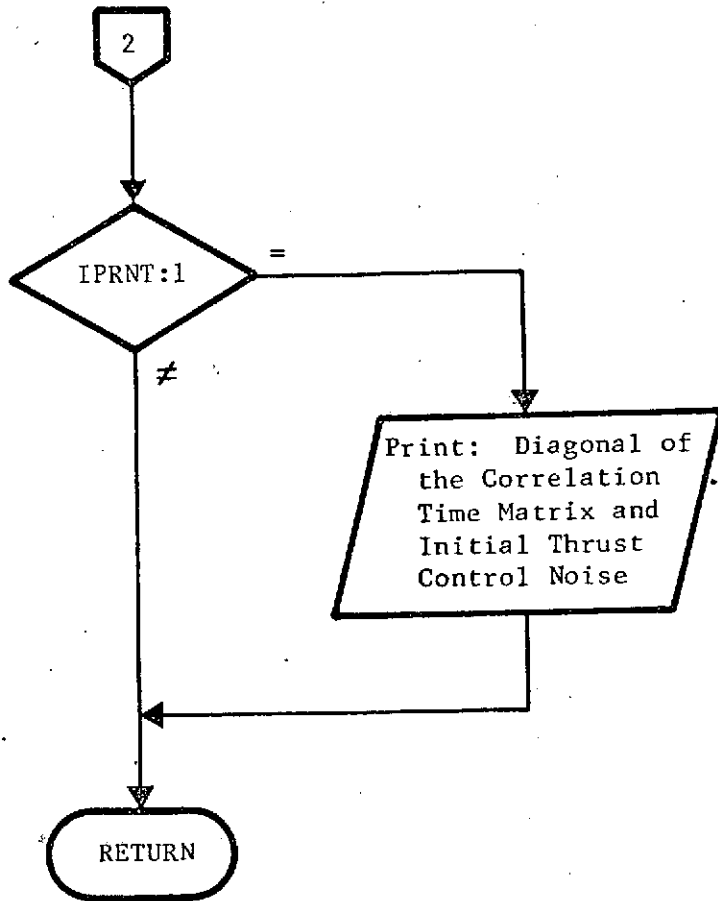 2
IPRNT:1
=
≠
Print: Diagonal of
the Correlation
Time Matrix and
Initial Thrust
Control Noise
RETURN